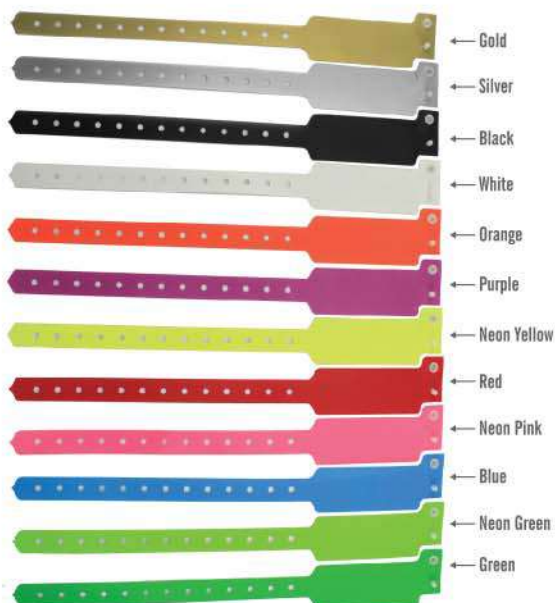 Gold
Silver
Black
White
Orange
Purple
Neon Yellow
Red
Neon Pink
Blue
Neon Green
Green